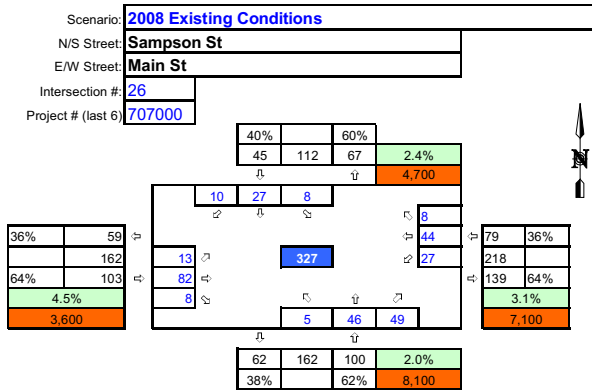 Scenario: 2008 Existing Conditions
N/S Street: Sampson St
E/W Street: Main St
Intersection #: 26
Project # (last 6) 707000
40% 60%
45 112 67 2.4%
⇩ ⇧ 4,700
N
10 27 8
⬃ ⇩ ⬂
⬁ 8
36% 59 ⇦ ⇦ 44 ⇦ 79 36%
162 13 ⬀ 327 ⬃ 27 218
64% 103 ⇨ 82 ⇨ ⇨ 139 64%
4.5% 8 ⬂ ⬁ ⇧ ⬀ 3.1%
3,600 5 46 49 7,100
⇩ ⇧
62 162 100 2.0%
38% 62% 8,100